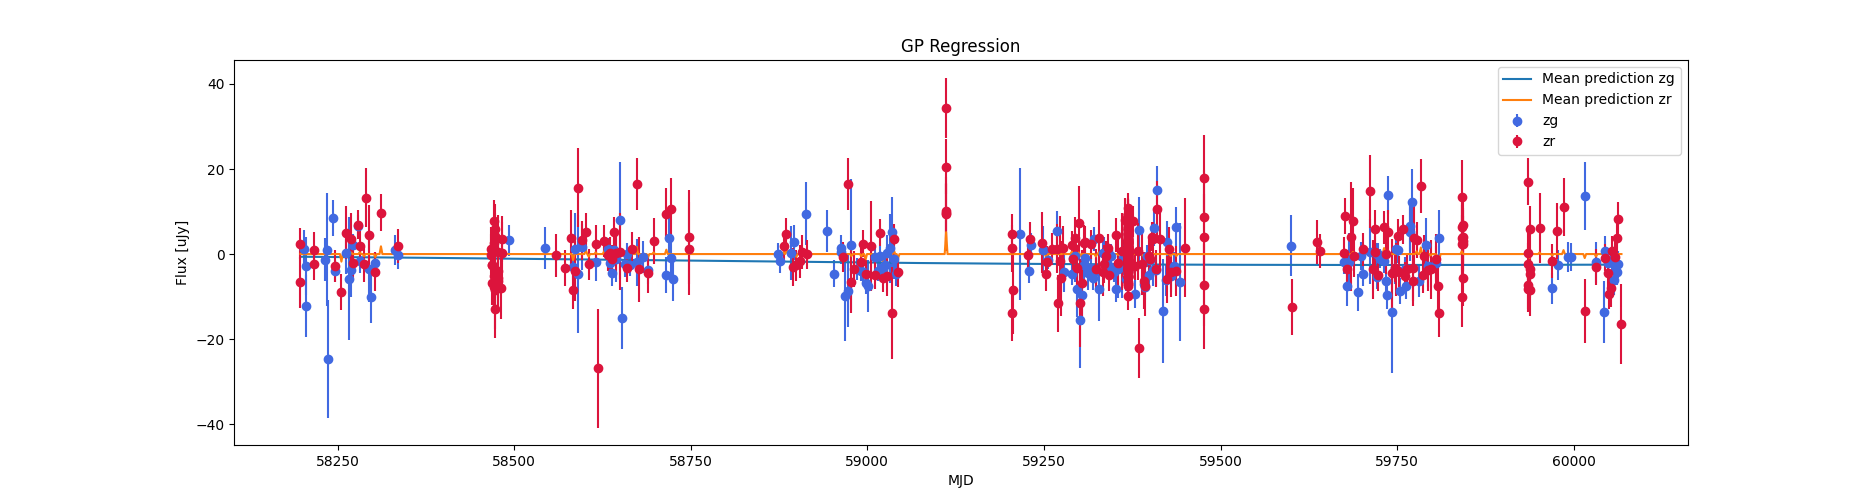 GP Regression
Mean prediction zg
Mean prediction zr
zg
zr
Flux [uJy]
40
20
0
−20
−40
58250 58500 58750 59000 59250 59500 59750 60000
MJD